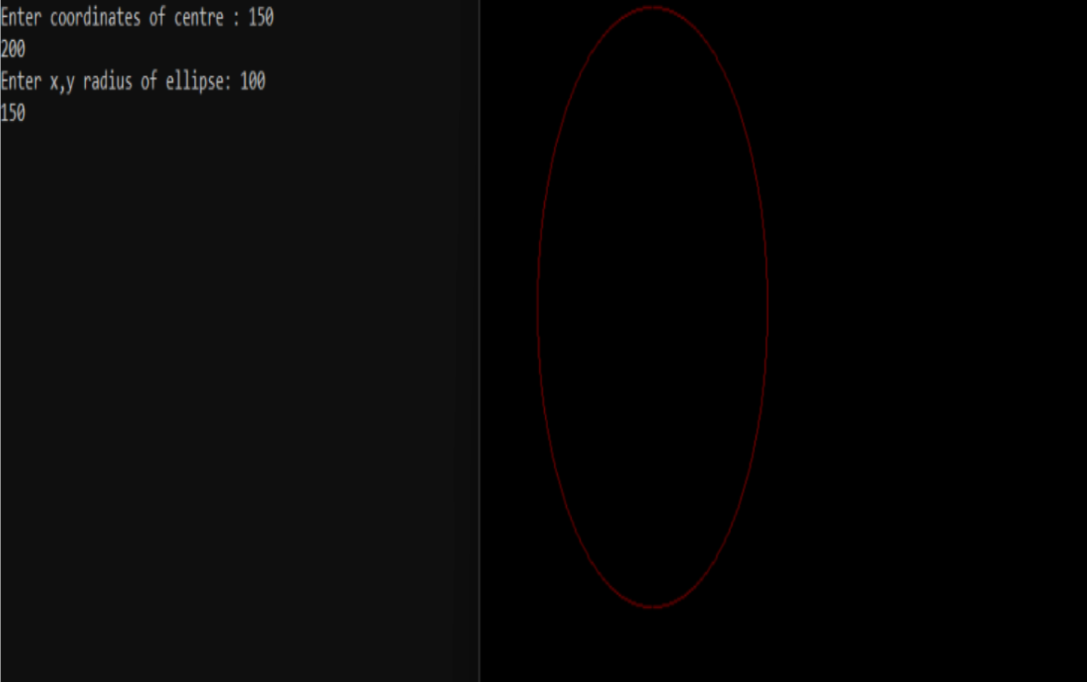 Enter coordinates of centre : 150
200
Enter x,y radius of ellipse: 100
150